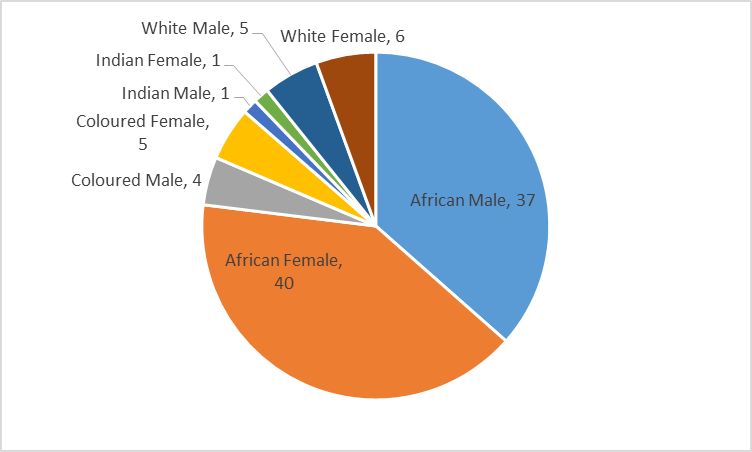 White Male, 5
White Female, 6
Indian Female, 1
Indian Male, 1
Coloured Female,
5
Coloured Male, 4
African Male, 37
African Female,
40